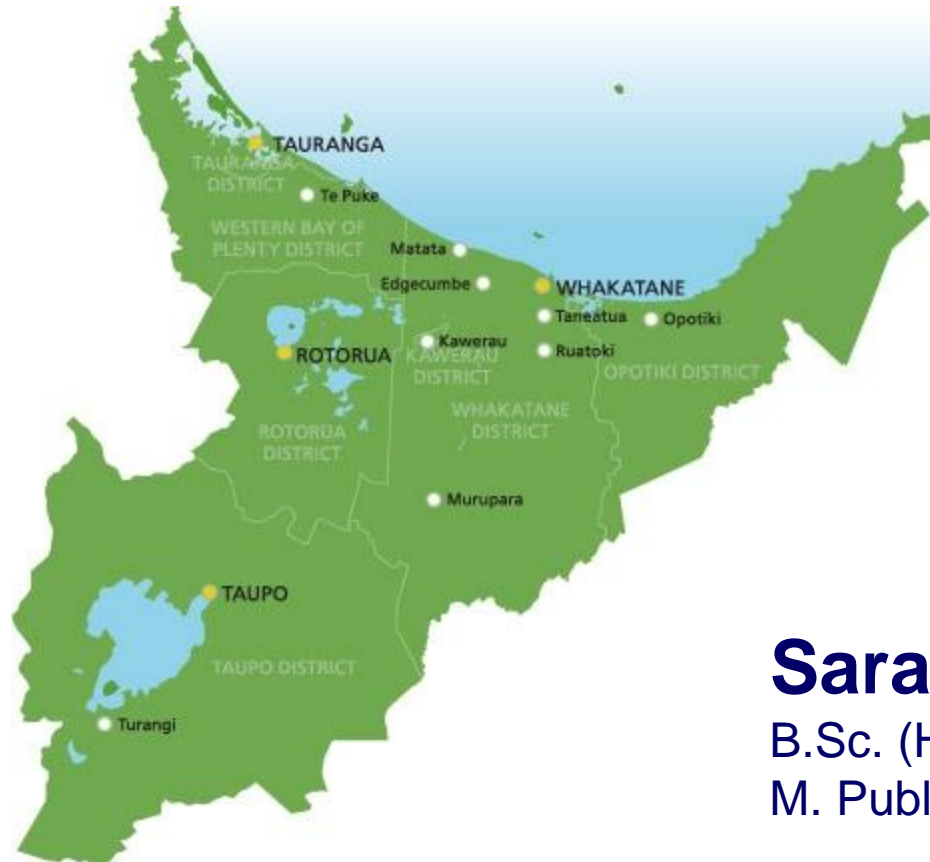 TAURANGA
TAURANGA
DISTRICT
Te Puke
WESTERN BAY OF
PLENTY DISTRICT
Matata
Edgecumbe
WHAKATANE
Taneatua
Opotiki
Kawerau
KAWERAU
DISTRICT
Ruatoki
ROTORUA
OPOTIKI DISTRICT
WHAKATANE
DISTRICT
ROTORUA
DISTRICT
Murupara
TAUPO
TAUPO DISTRICT
Turangi
Sara
B.Sc. (H
M. Publ